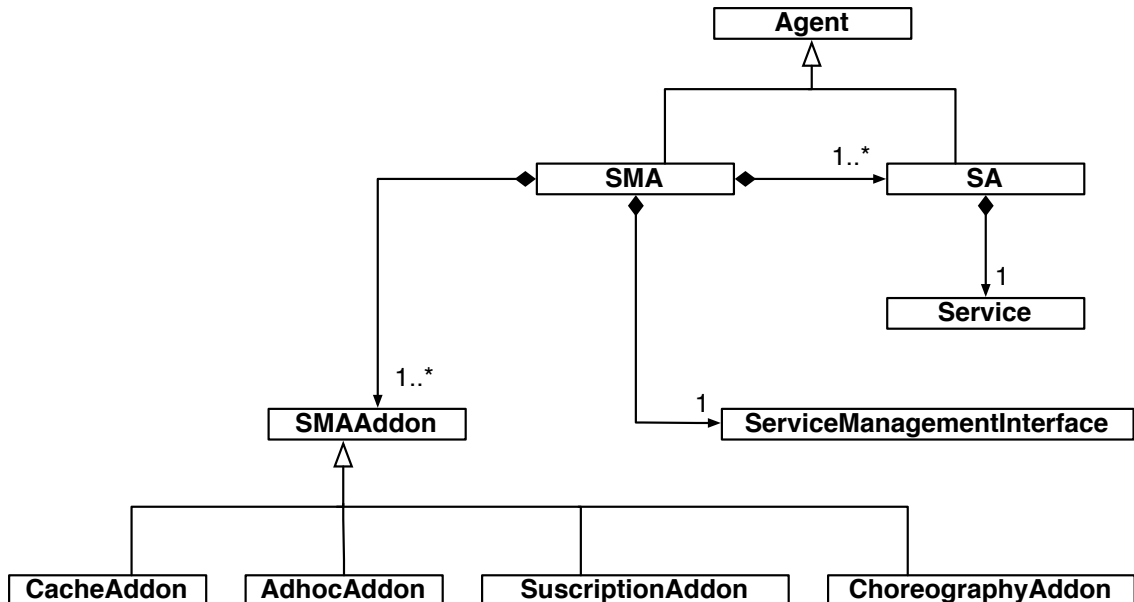 Agent
1..*
SMA
SA
1
Service
1..*
1
SMAAddon
ServiceManagementInterface
CacheAddon
AdhocAddon
SuscriptionAddon
ChoreographyAddon